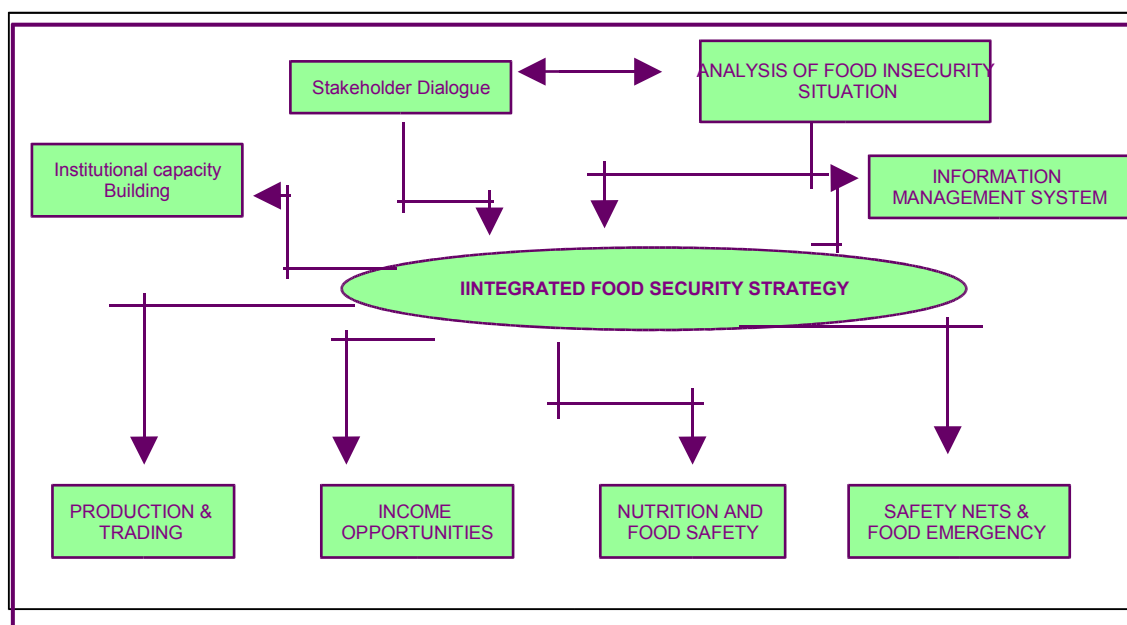 Stakeholder Dialogue
ANALYSIS OF FOOD INSECURITY
SITUATION
Institutional capacity
Building
INFORMATION
MANAGEMENT SYSTEM
IINTEGRATED FOOD SECURITY STRATEGY
PRODUCTION &
TRADING
INCOME
OPPORTUNITIES
NUTRITION AND
FOOD SAFETY
SAFETY NETS &
FOOD EMERGENCY